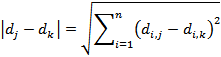 |d_j − d_k| = √(∑_{i=1}^{n} (d_{i,j} − d_{i,k})^2)